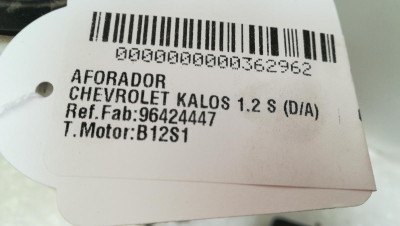 0000000000362962
AFORADOR
CHEVROLET KALOS 1.2 S (D/A)
Ref.Fab:96424447
T.Motor:B12S1